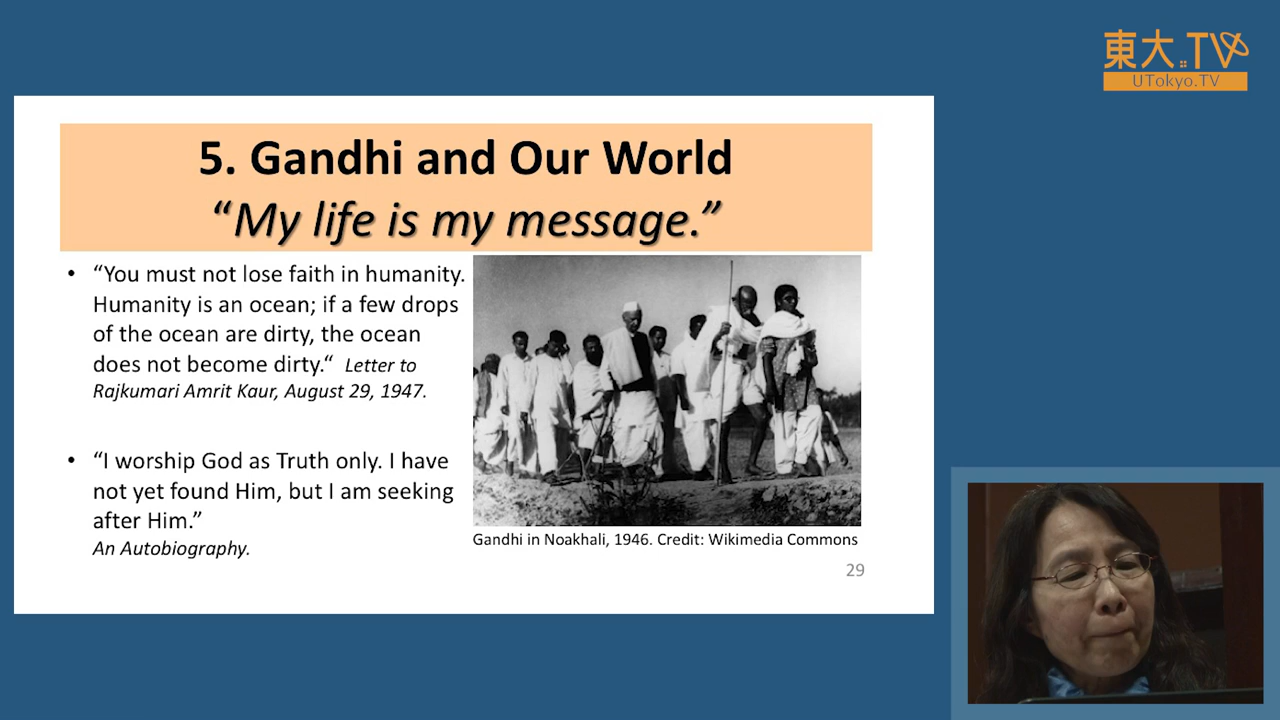 東大.TV
UTokyo.TV
5. Gandhi and Our World
“My life is my message.”
• “You must not lose faith in humanity.
Humanity is an ocean; if a few drops
of the ocean are dirty, the ocean
does not become dirty.“ Letter to
Rajkumari Amrit Kaur, August 29, 1947.
• “I worship God as Truth only. I have
not yet found Him, but I am seeking
after Him.”
An Autobiography.
Gandhi in Noakhali, 1946. Credit: Wikimedia Commons
29